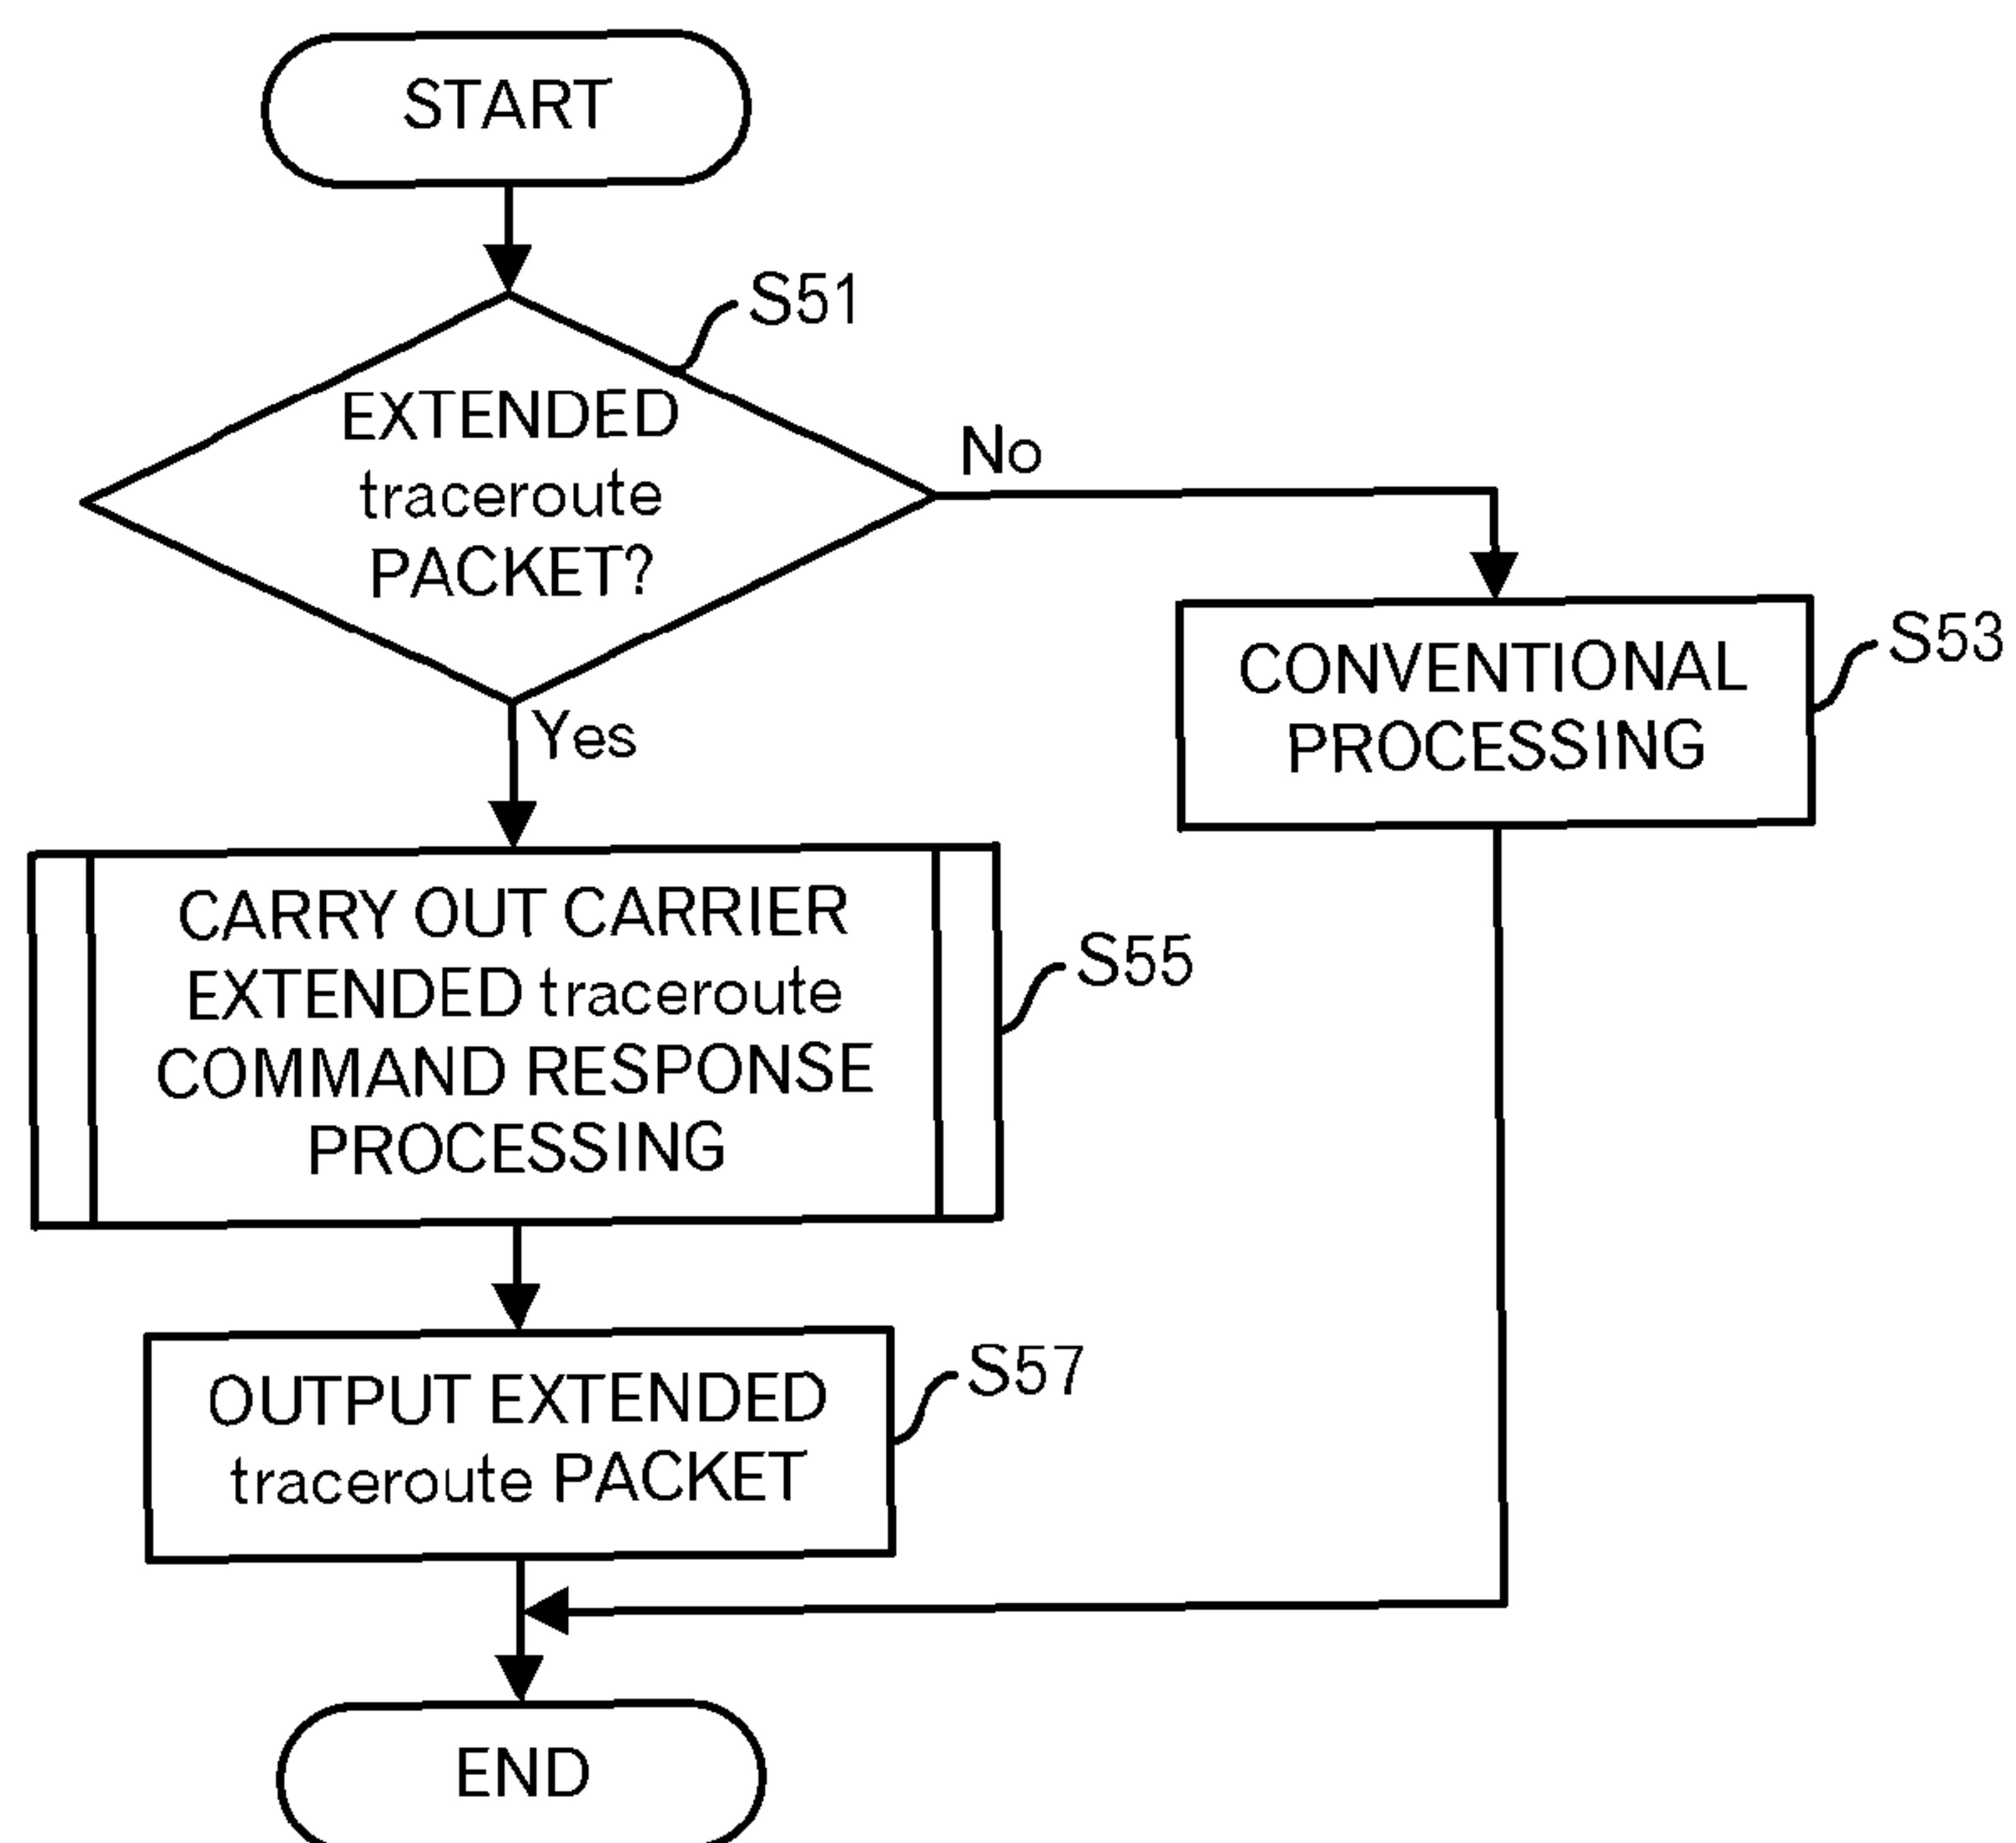 START
S51
EXTENDED
traceroute
PACKET?
No
Yes
CONVENTIONAL
PROCESSING
S53
CARRY OUT CARRIER
EXTENDED traceroute
COMMAND RESPONSE
PROCESSING
S55
OUTPUT EXTENDED
traceroute PACKET
S57
END